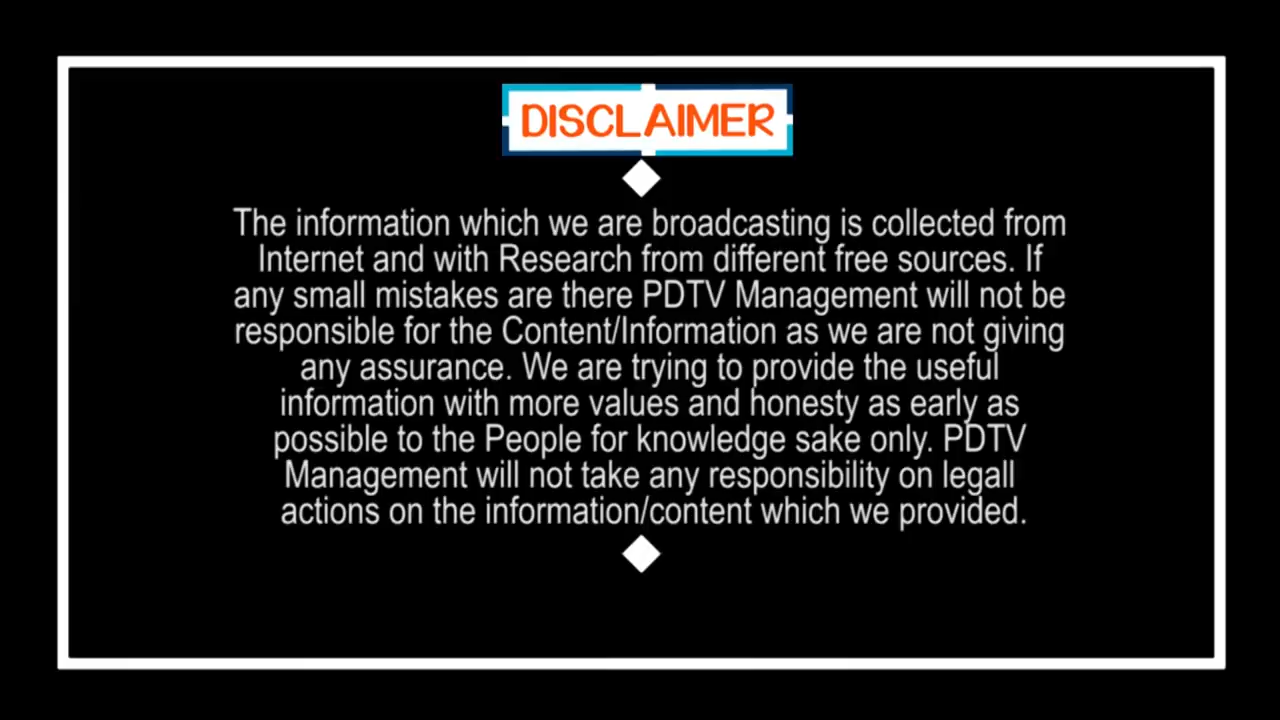 DISCLAIMER
The information which we are broadcasting is collected from
Internet and with Research from different free sources. If
any small mistakes are there PDTV Management will not be
responsible for the Content/Information as we are not giving
any assurance. We are trying to provide the useful
information with more values and honesty as early as
possible to the People for knowledge sake only. PDTV
Management will not take any responsibility on legall
actions on the information/content which we provided.